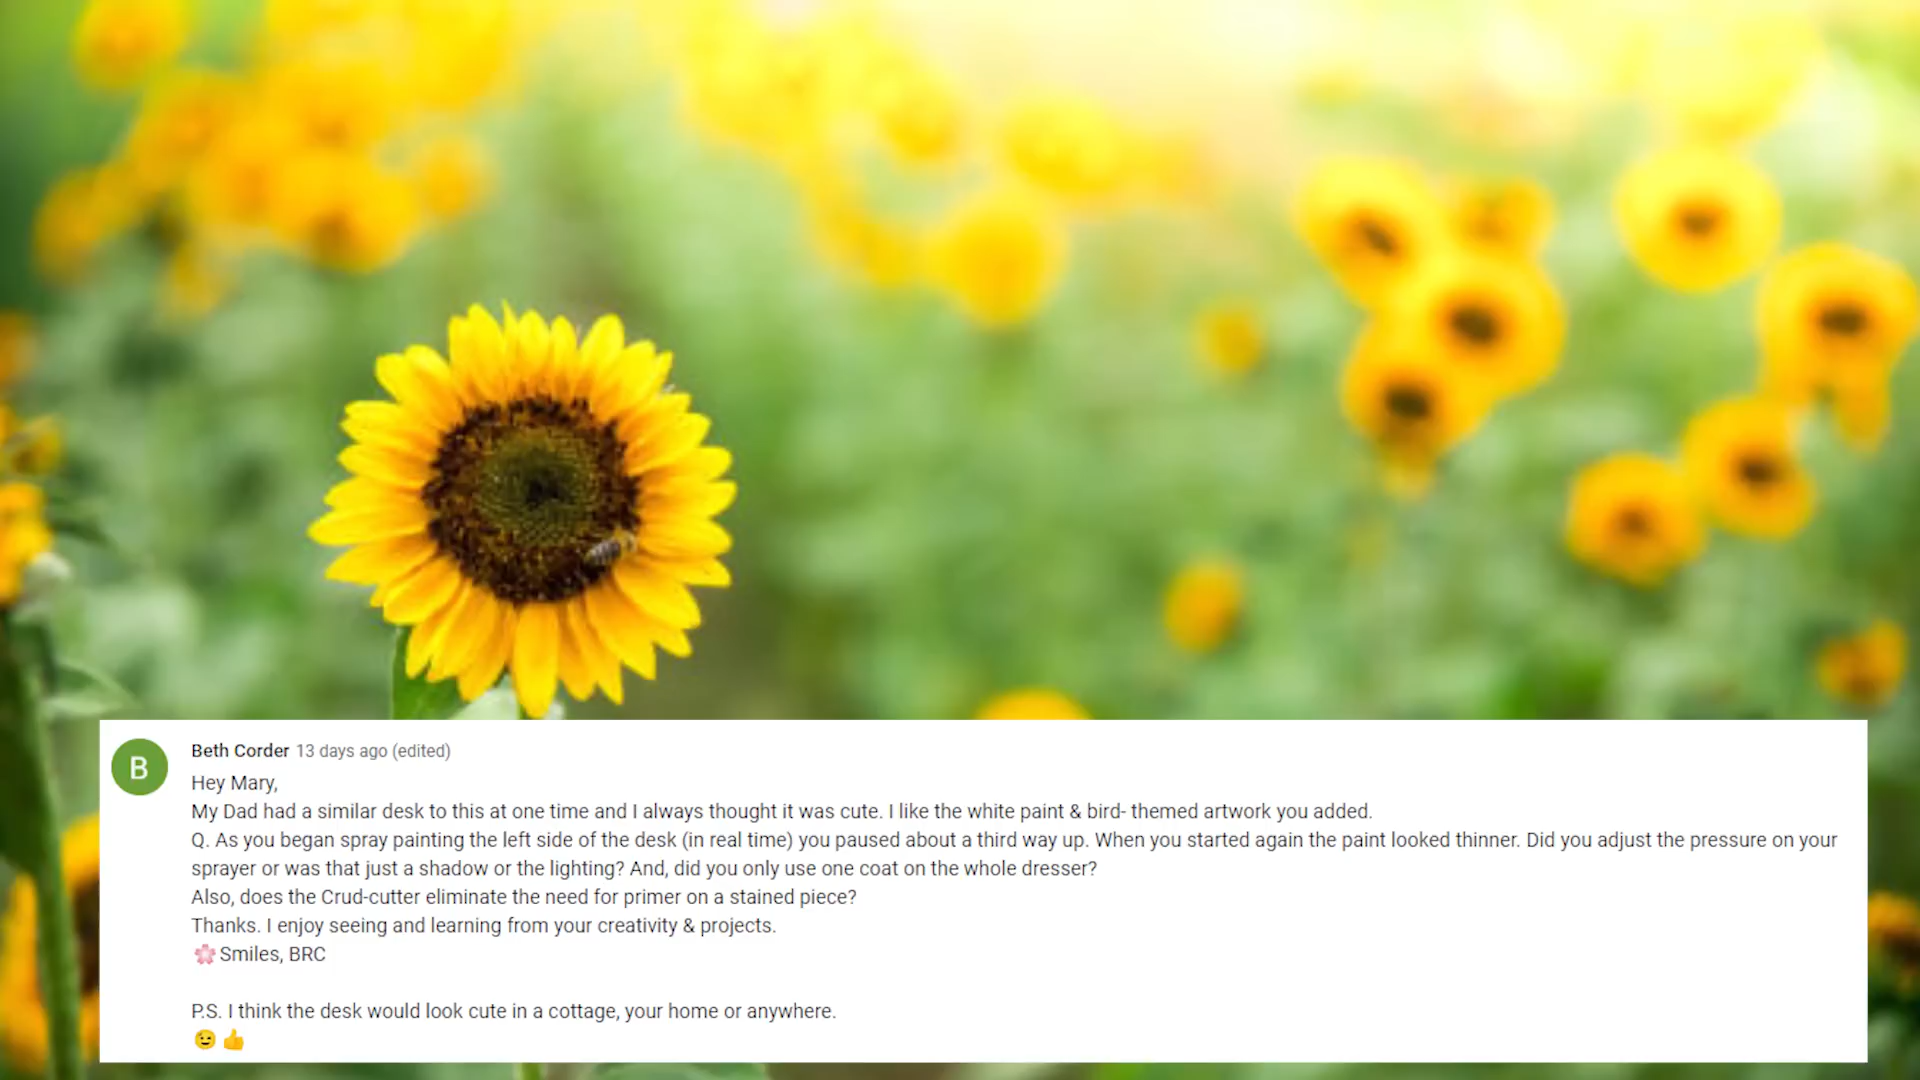 B
Beth Corder 13 days ago (edited)
Hey Mary,
My Dad had a similar desk to this at one time and I always thought it was cute. I like the white paint & bird- themed artwork you added.
Q. As you began spray painting the left side of the desk (in real time) you paused about a third way up. When you started again the paint looked thinner. Did you adjust the pressure on your
sprayer or was that just a shadow or the lighting? And, did you only use one coat on the whole dresser?
Also, does the Crud-cutter eliminate the need for primer on a stained piece?
Thanks. I enjoy seeing and learning from your creativity & projects.
🌸Smiles, BRC
P.S. I think the desk would look cute in a cottage, your home or anywhere.
😉👍